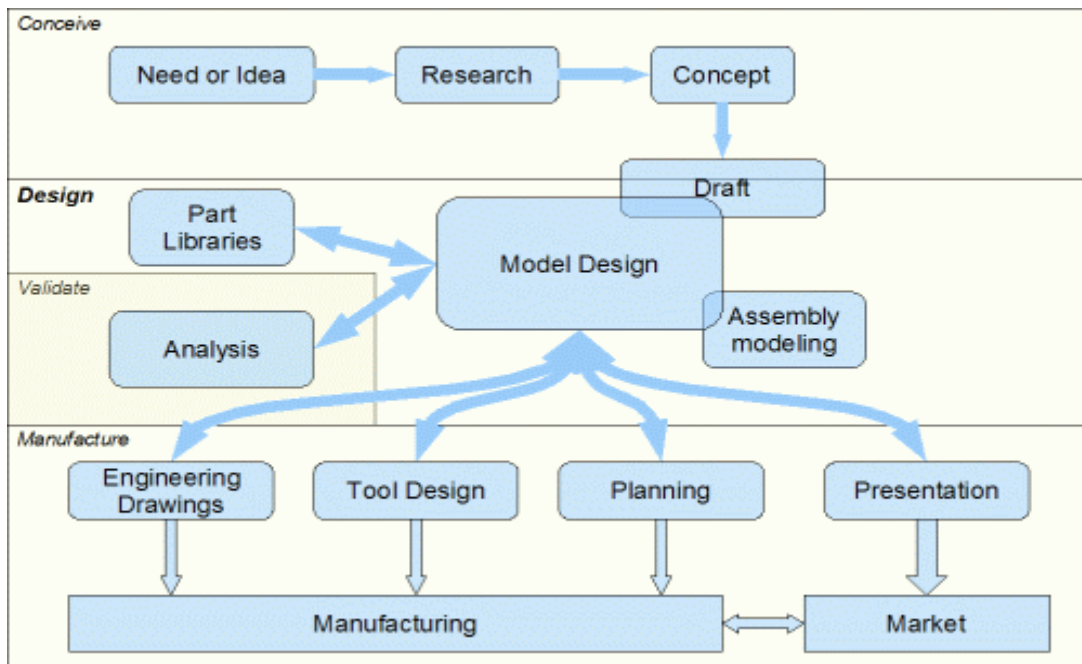 Conceive
Need or Idea
Research
Concept
Draft
Design
Part
Libraries
Model Design
Validate
Analysis
Assembly
modeling
Manufacture
Engineering
Drawings
Tool Design
Planning
Presentation
Manufacturing
Market